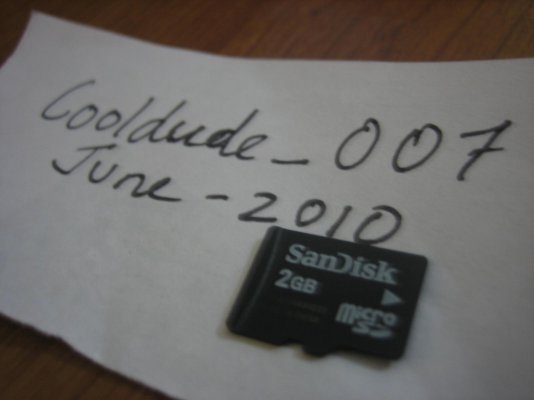 Cooldude_007
June-2010
SanDisk
2GB
Micro
SD